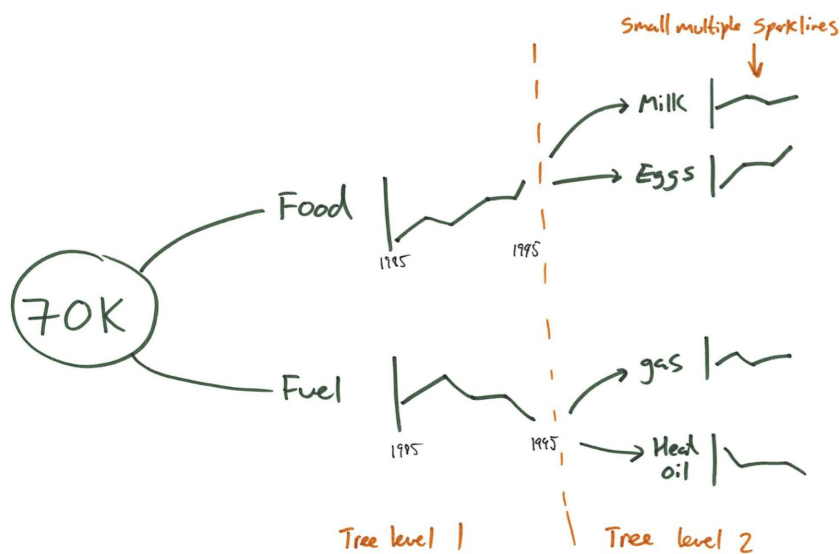 Small multiple Sparklines
Milk
Eggs
Food
1985
1995
70K
gas
Fuel
1985
1995
Heat
oil
Tree level 1
Tree level 2